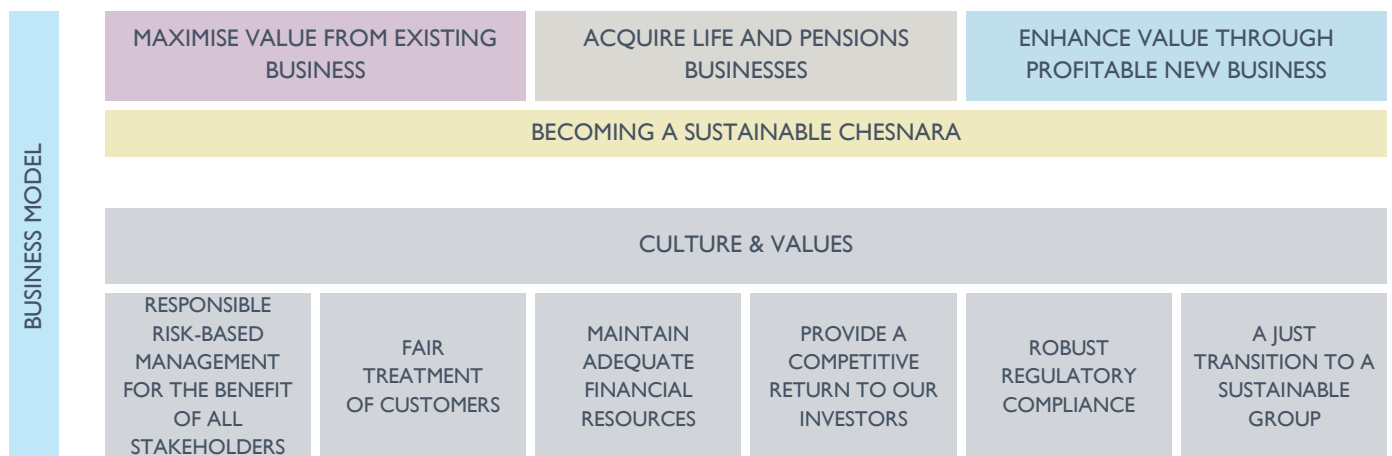 BUSINESS MODEL
MAXIMISE VALUE FROM EXISTING
BUSINESS
ACQUIRE LIFE AND PENSIONS
BUSINESSES
ENHANCE VALUE THROUGH
PROFITABLE NEW BUSINESS
BECOMING A SUSTAINABLE CHESNARA
CULTURE & VALUES
RESPONSIBLE
RISK-BASED
MANAGEMENT
FOR THE BENEFIT
OF ALL
STAKEHOLDERS
FAIR
TREATMENT
OF CUSTOMERS
MAINTAIN
ADEQUATE
FINANCIAL
RESOURCES
PROVIDE A
COMPETITIVE
RETURN TO OUR
INVESTORS
ROBUST
REGULATORY
COMPLIANCE
A JUST
TRANSITION TO A
SUSTAINABLE
GROUP